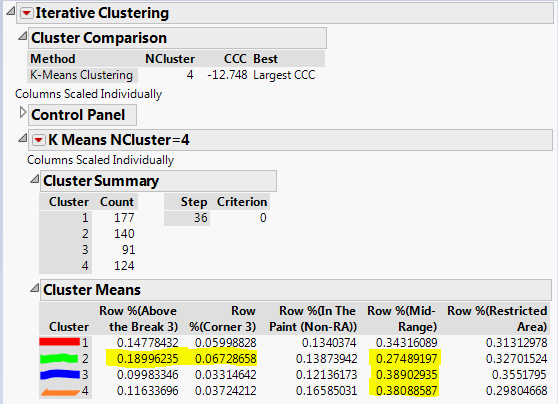 Iterative Clustering
Cluster Comparison
Method NCluster CCC Best
K-Means Clustering 4 -12.748 Largest CCC
Columns Scaled Individually
Control Panel
K Means NCluster=4
Columns Scaled Individually
Cluster Summary
Cluster Count Step Criterion
1 177 36 0
2 140
3 91
4 124
Cluster Means
Row %(Above Row Row %(In The Row %(Mid- Row %(Restricted
Cluster the Break 3) %(Corner 3) Paint (Non-RA)) Range) Area)
1 0.14778432 0.05998828 0.1340374 0.34316089 0.31312978
2 0.18996235 0.06728658 0.13873942 0.27489197 0.32701524
3 0.09983346 0.03314642 0.12136173 0.38902935 0.3551795
4 0.11633696 0.03724212 0.16585031 0.38088587 0.29804668